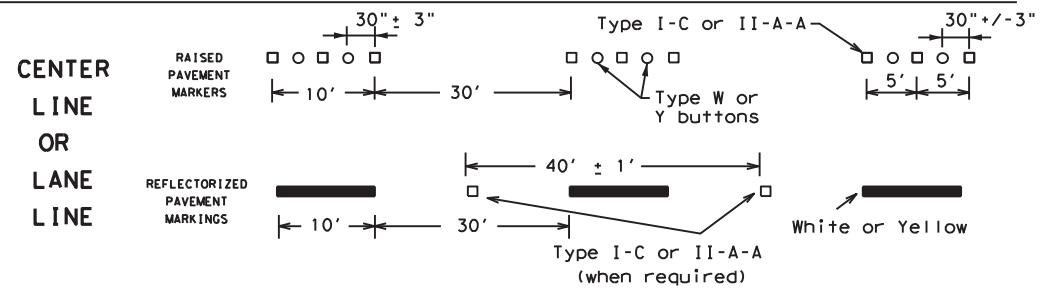 CENTER
LINE
OR
LANE
LINE
RAISED
PAVEMENT
MARKERS
30" ± 3"
10'
30'
Type I-C or II-A-A
Type W or
Y buttons
30"+/-3"
5'
5'
REFLECTORIZED
PAVEMENT
MARKINGS
10'
30'
40' ± 1'
Type I-C or II-A-A
(when required)
White or Yellow